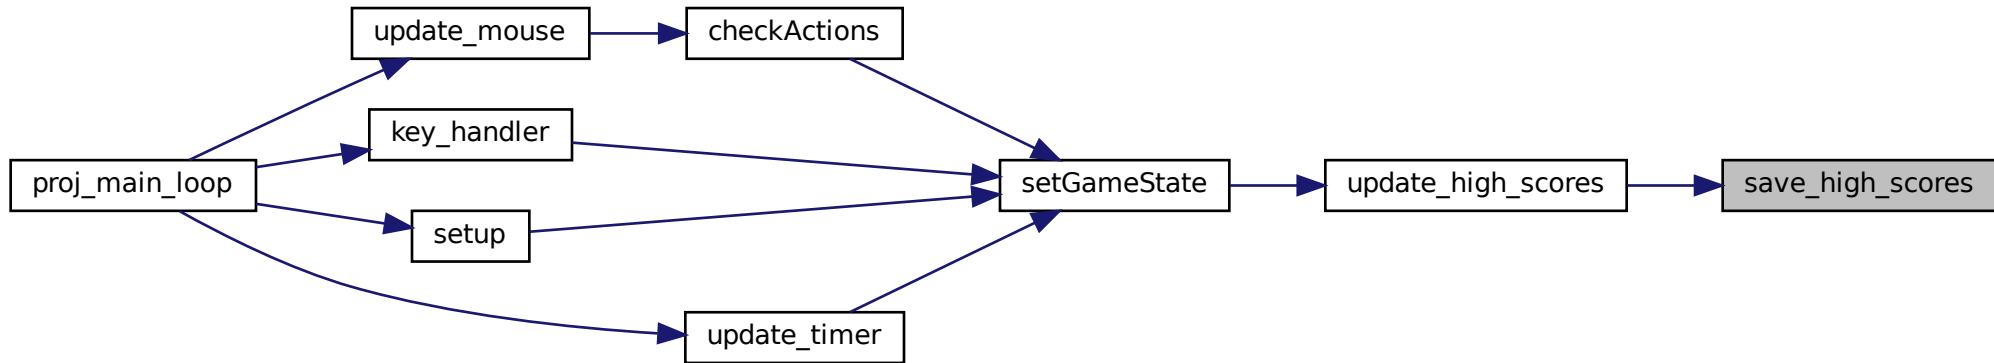 update_mouse
checkActions
key_handler
proj_main_loop
setGameState
update_high_scores
save_high_scores
setup
update_timer